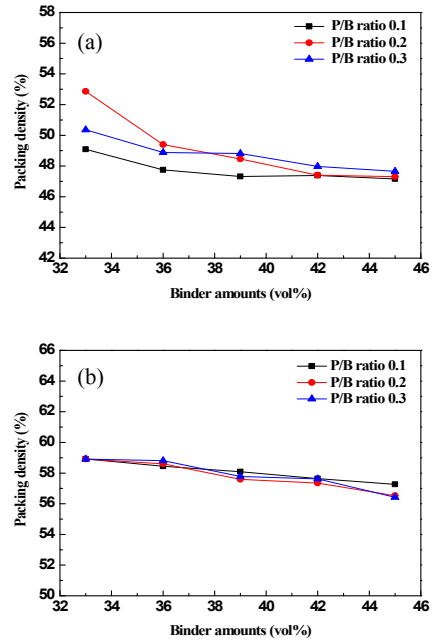 58
(a)
P/B ratio 0.1
56
P/B ratio 0.2
54
P/B ratio 0.3
52
50
48
46
44
42
32 34 36 38 40 42 44 46
Packing density (%)
Binder amounts (vol%)
66
(b)
P/B ratio 0.1
64
P/B ratio 0.2
62
P/B ratio 0.3
60
58
56
54
52
50
32 34 36 38 40 42 44 46
Packing density (%)
Binder amounts (vol%)